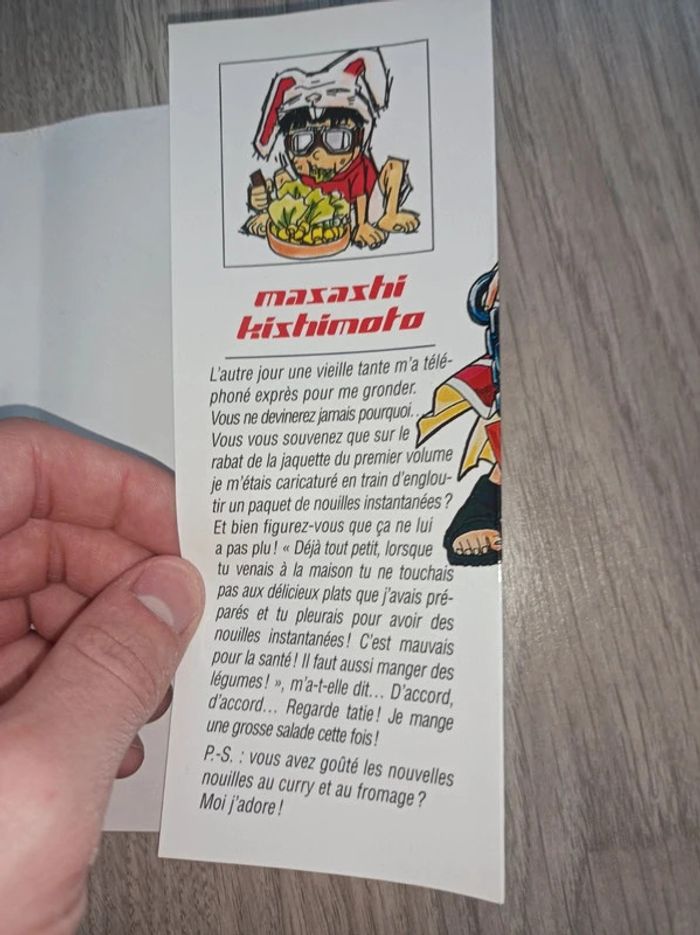 masashi
kishimoto
L'autre jour une vieille tante m'a télé-
phoné exprès pour me gronder.
Vous ne devinerez jamais pourquoi...
Vous vous souvenez que sur le
rabat de la jaquette du premier volume
je m'étais caricaturé en train d'englou-
tir un paquet de nouilles instantanées ?
Et bien figurez-vous que ça ne lui
a pas plu ! « Déjà tout petit, lorsque
tu venais à la maison tu ne touchais
pas aux délicieux plats que j'avais pré-
parés et tu pleurais pour avoir des
nouilles instantanées ! C'est mauvais
pour la santé ! Il faut aussi manger des
légumes ! », m'a-t-elle dit... D'accord,
d'accord... Regarde tatie ! Je mange
une grosse salade cette fois !
P.-S. : vous avez goûté les nouvelles
nouilles au curry et au fromage ?
Moi j'adore !